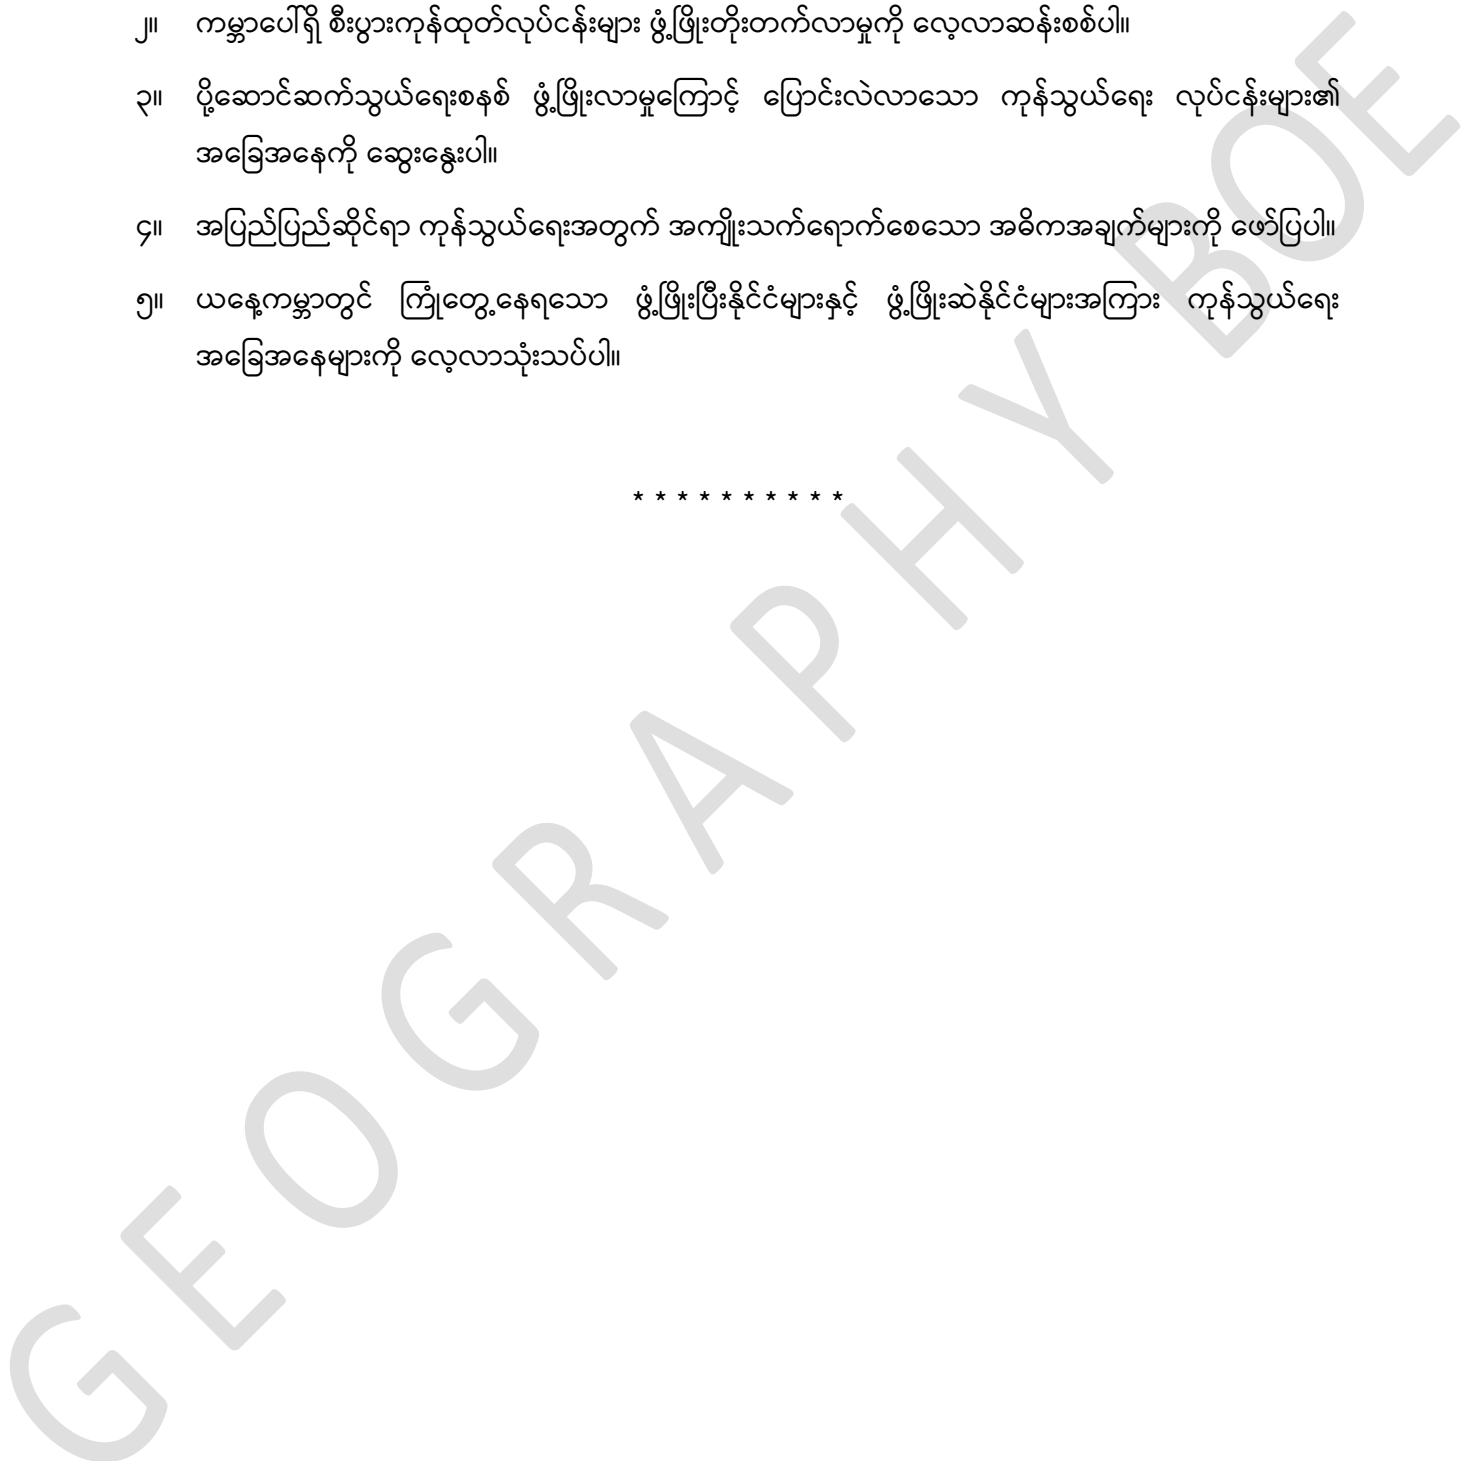 ၂။ ကမ္ဘာပေါ်ရှိ စီးပွားကုန်ထုတ်လုပ်ငန်းများ ဖွံ့ဖြိုးတိုးတက်လာမှုကို လေ့လာဆန်းစစ်ပါ။
၃။ ပို့ဆောင်ဆက်သွယ်ရေးစနစ် ဖွံ့ဖြိုးလာမှုကြောင့် ပြောင်းလဲလာသော ကုန်သွယ်ရေး လုပ်ငန်းများ၏
အခြေအနေကို ဆွေးနွေးပါ။
၄။ အပြည်ပြည်ဆိုင်ရာ ကုန်သွယ်ရေးအတွက် အကျိုးသက်ရောက်စေသော အဓိကအချက်များကို ဖော်ပြပါ။
၅။ ယနေ့ကမ္ဘာတွင် ကြုံတွေ့နေရသော ဖွံ့ဖြိုးပြီးနိုင်ငံများနှင့် ဖွံ့ဖြိုးဆဲနိုင်ငံများအကြား ကုန်သွယ်ရေး
အခြေအနေများကို လေ့လာသုံးသပ်ပါ။
* * * * * * * * * *
GEOGRAPHY BOE